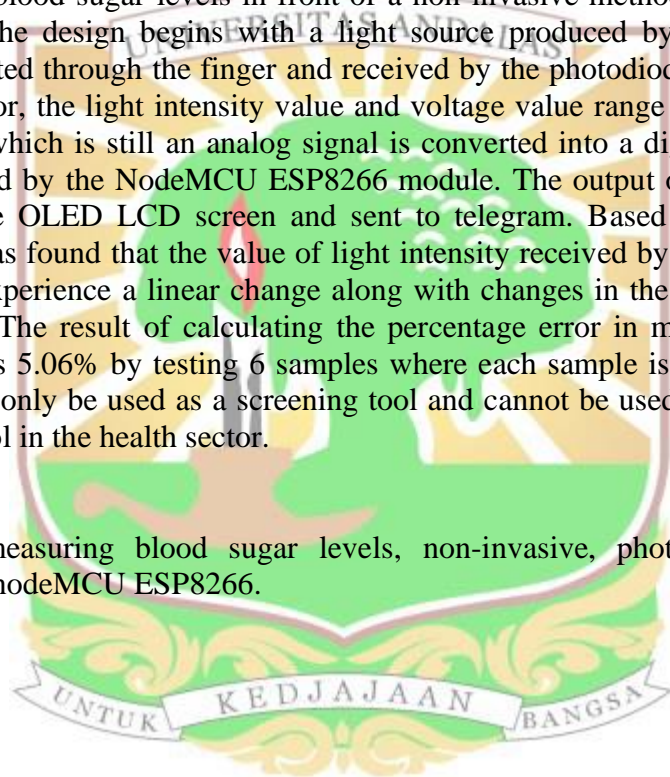 blood sugar levels in front of a non-invasive method
UNIVERSITAS ANDALAS
he design begins with a light source produced by
ted through the finger and received by the photodiod
or, the light intensity value and voltage value range
which is still an analog signal is converted into a di
d by the NodeMCU ESP8266 module. The output o
e OLED LCD screen and sent to telegram. Based
as found that the value of light intensity received by
xperience a linear change along with changes in the
The result of calculating the percentage error in m
s 5.06% by testing 6 samples where each sample is
only be used as a screening tool and cannot be used
ol in the health sector.
measuring blood sugar levels, non-invasive, phot
nodeMCU ESP8266.
UNTUK KEDJAJAAN BANGSA